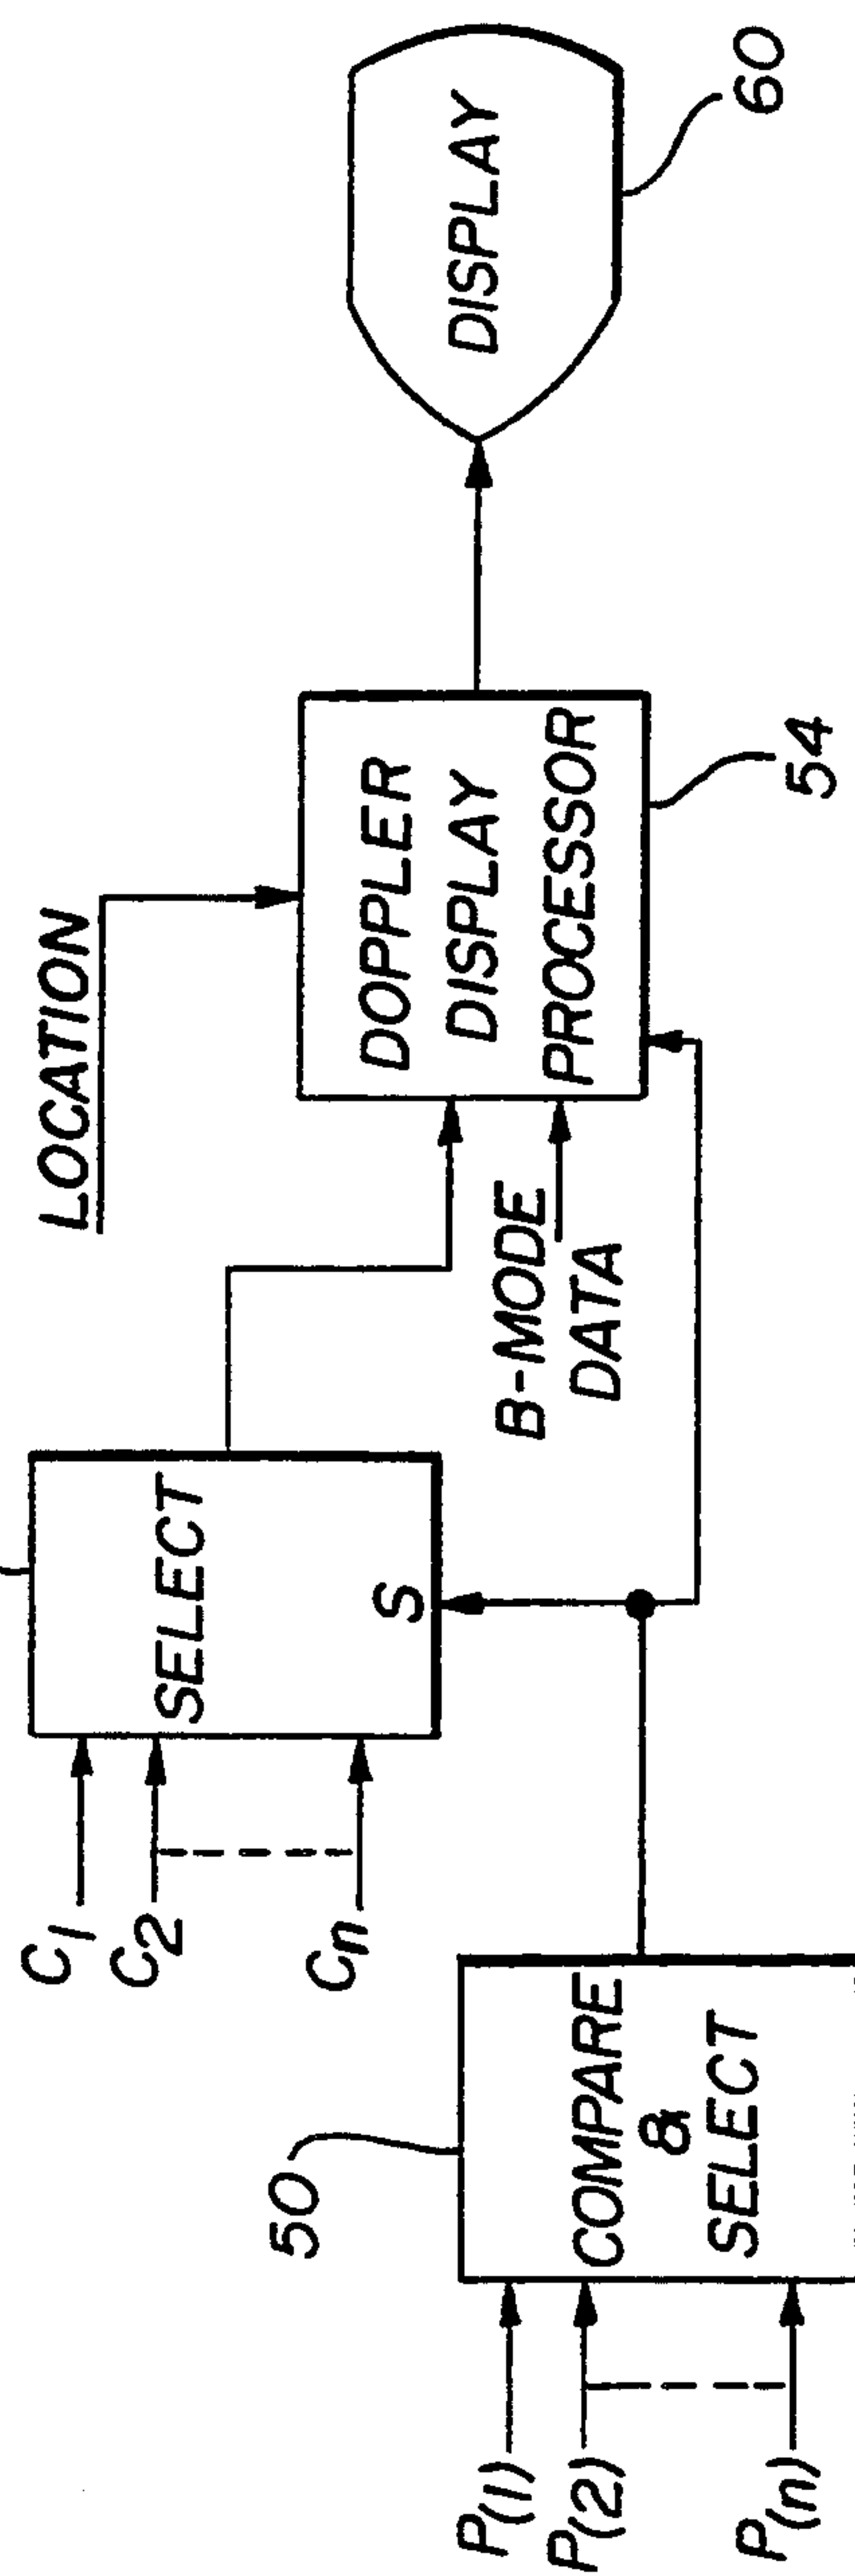 C1
C2
Cn
SELECT
S
50
P(1)
P(2)
P(n)
COMPARE
&
SELECT
LOCATION
B-MODE
DATA
DOPPLER
DISPLAY
PROCESSOR
54
DISPLAY
60